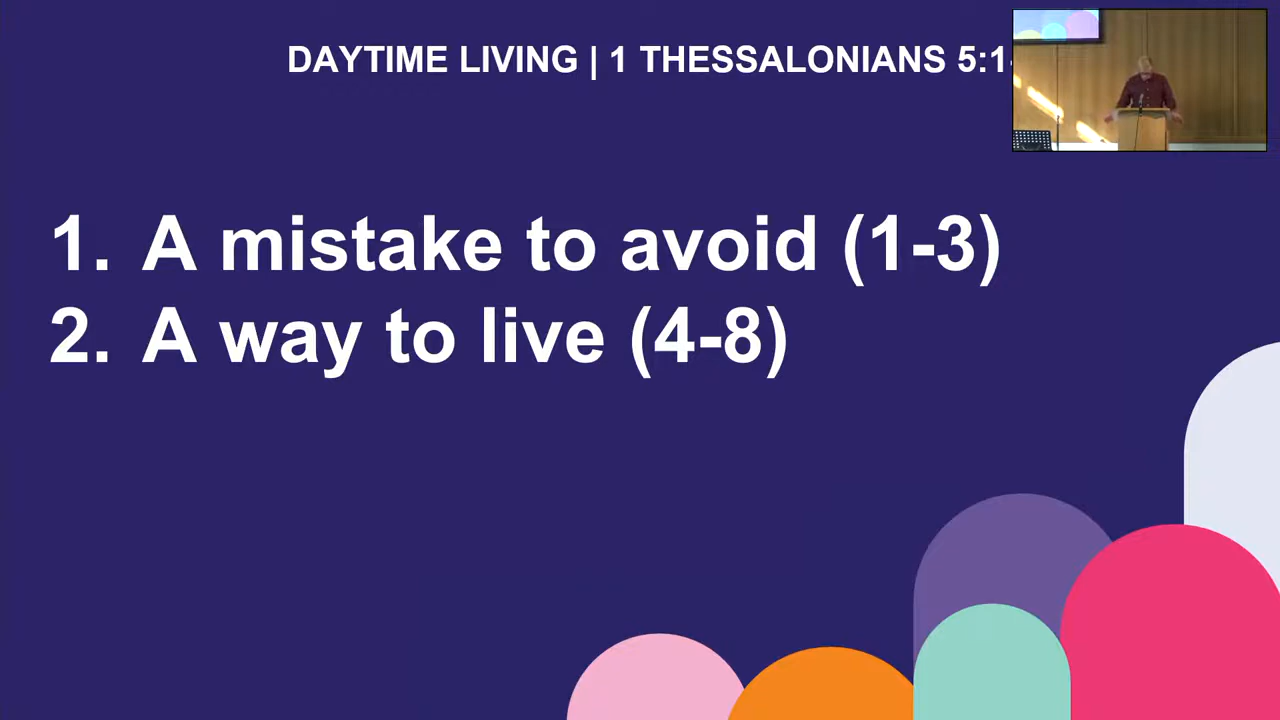 DAYTIME LIVING | 1 THESSALONIANS 5:1-
1. A mistake to avoid (1-3)
2. A way to live (4-8)